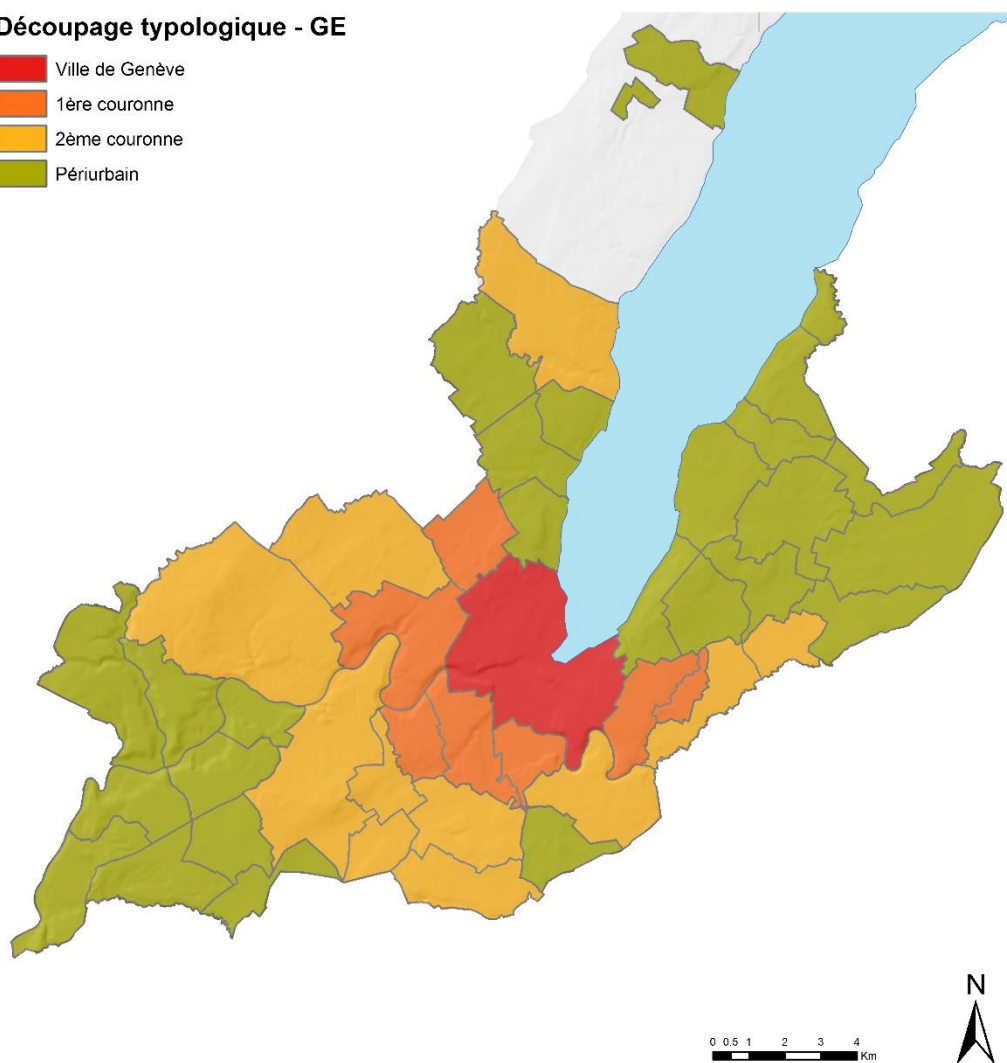 Découpage typologique - GE
Ville de Genève
1ère couronne
2ème couronne
Périurbain
N
0 0.5 1 2 3 4
Km